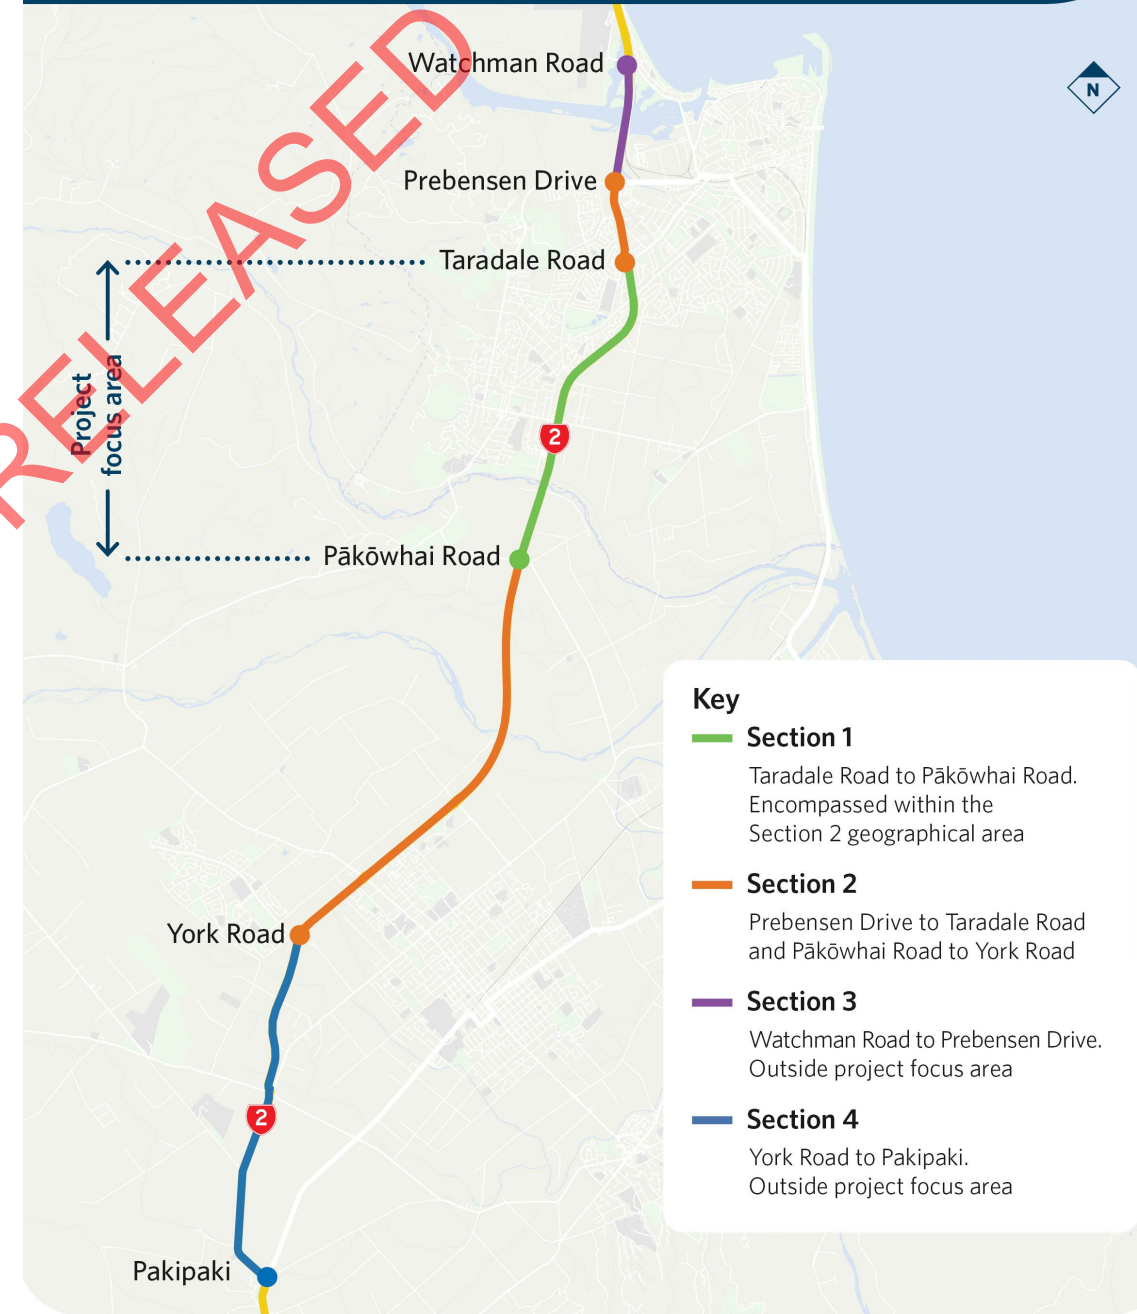 Watchman Road
N
Prebensen Drive
Taradale Road
Project
focus area
2
Pākōwhai Road
RELEASED
York Road
2
Pakipaki
Key
Section 1
Taradale Road to Pākōwhai Road.
Encompassed within the
Section 2 geographical area
Section 2
Prebensen Drive to Taradale Road
and Pākōwhai Road to York Road
Section 3
Watchman Road to Prebensen Drive.
Outside project focus area
Section 4
York Road to Pakipaki.
Outside project focus area